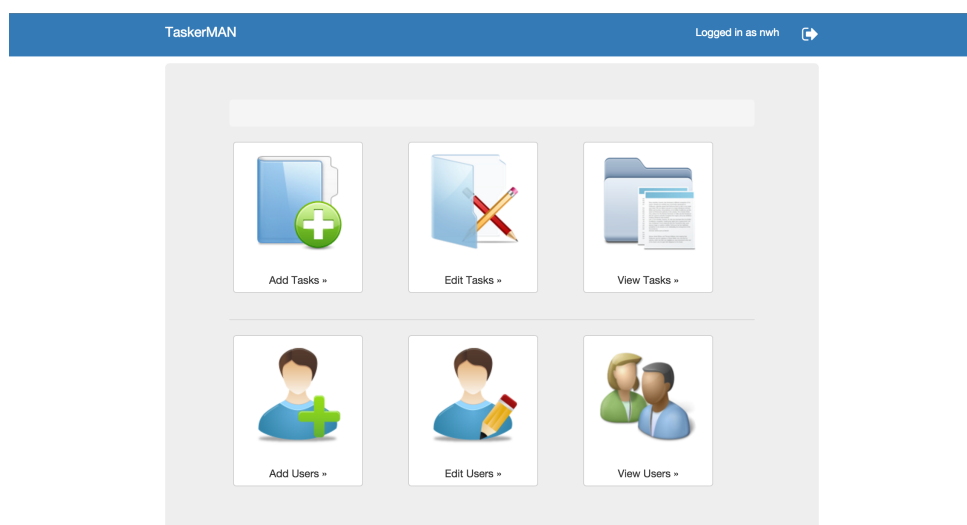 TaskerMAN
Logged in as nwh
Add Tasks »
Edit Tasks »
View Tasks »
Add Users »
Edit Users »
View Users »